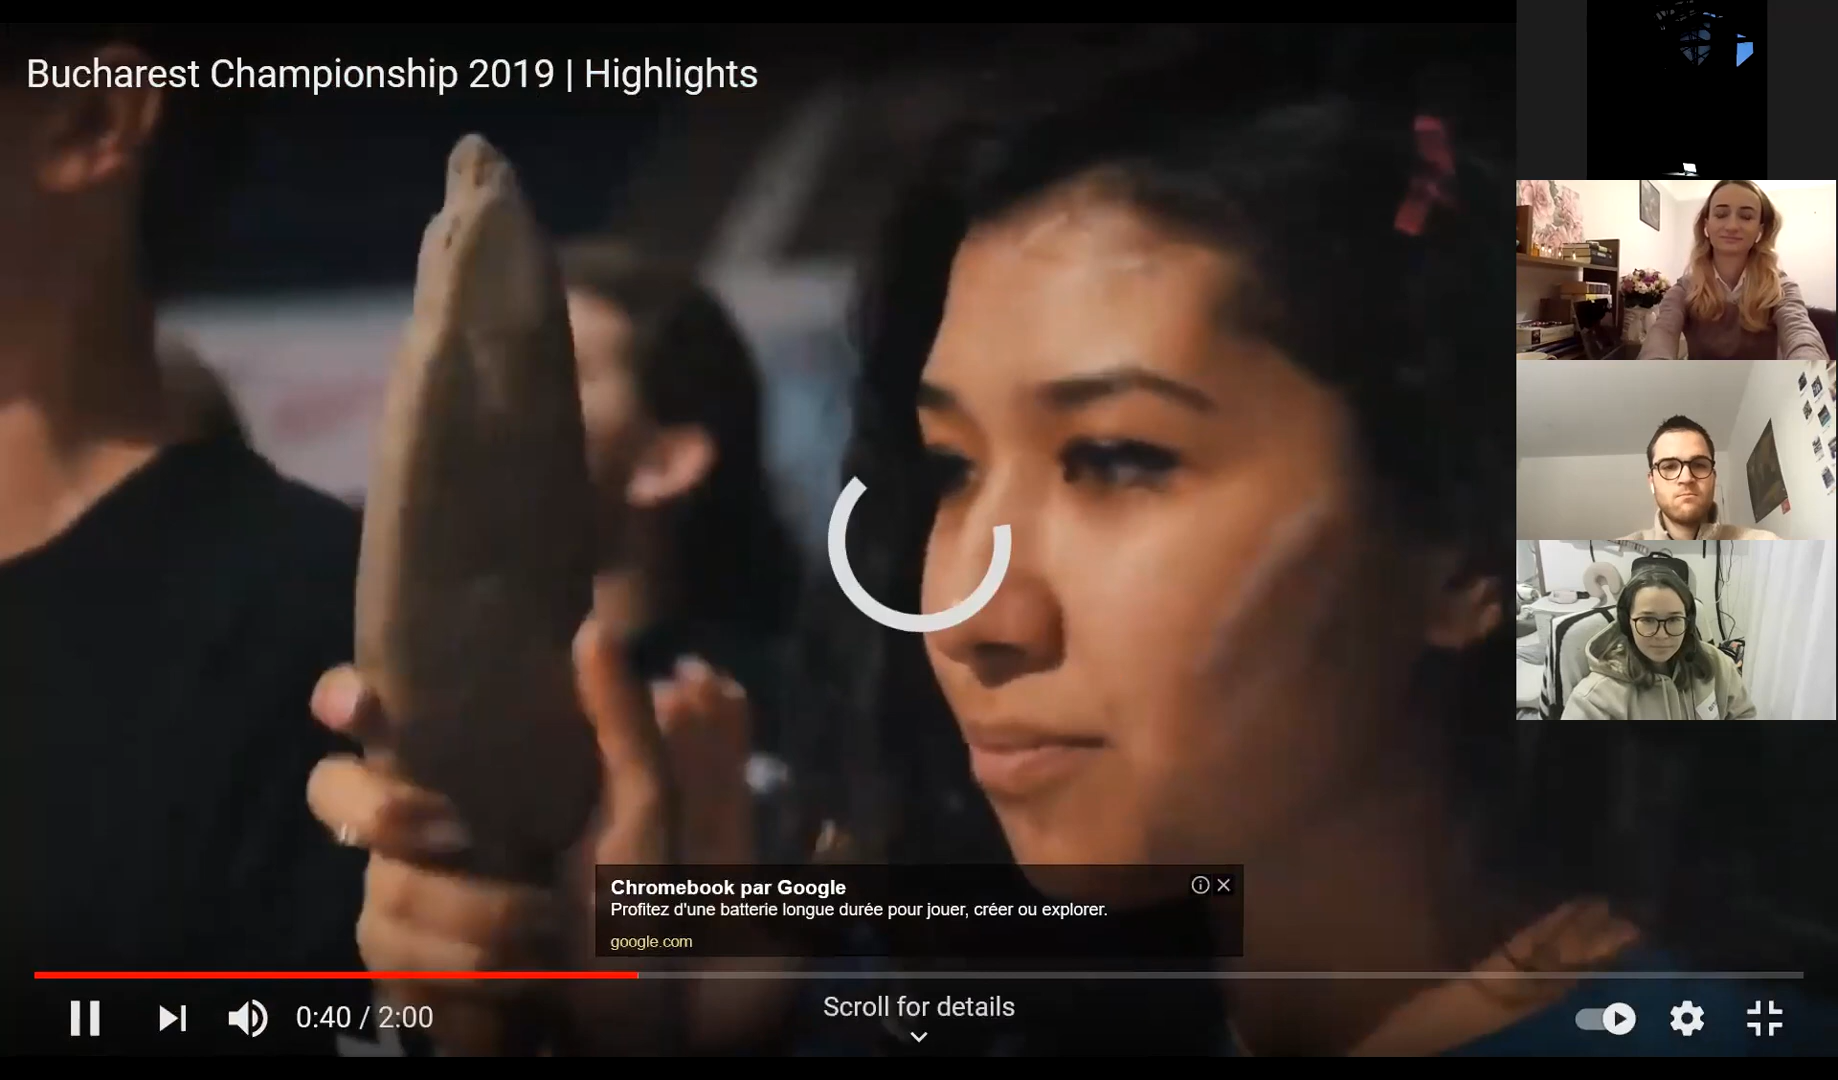 Bucharest Championship 2019 | Highlights
Chromebook par Google
Profitez d'une batterie longue durée pour jouer, créer ou explorer.
google.com
0:40 / 2:00
Scroll for details